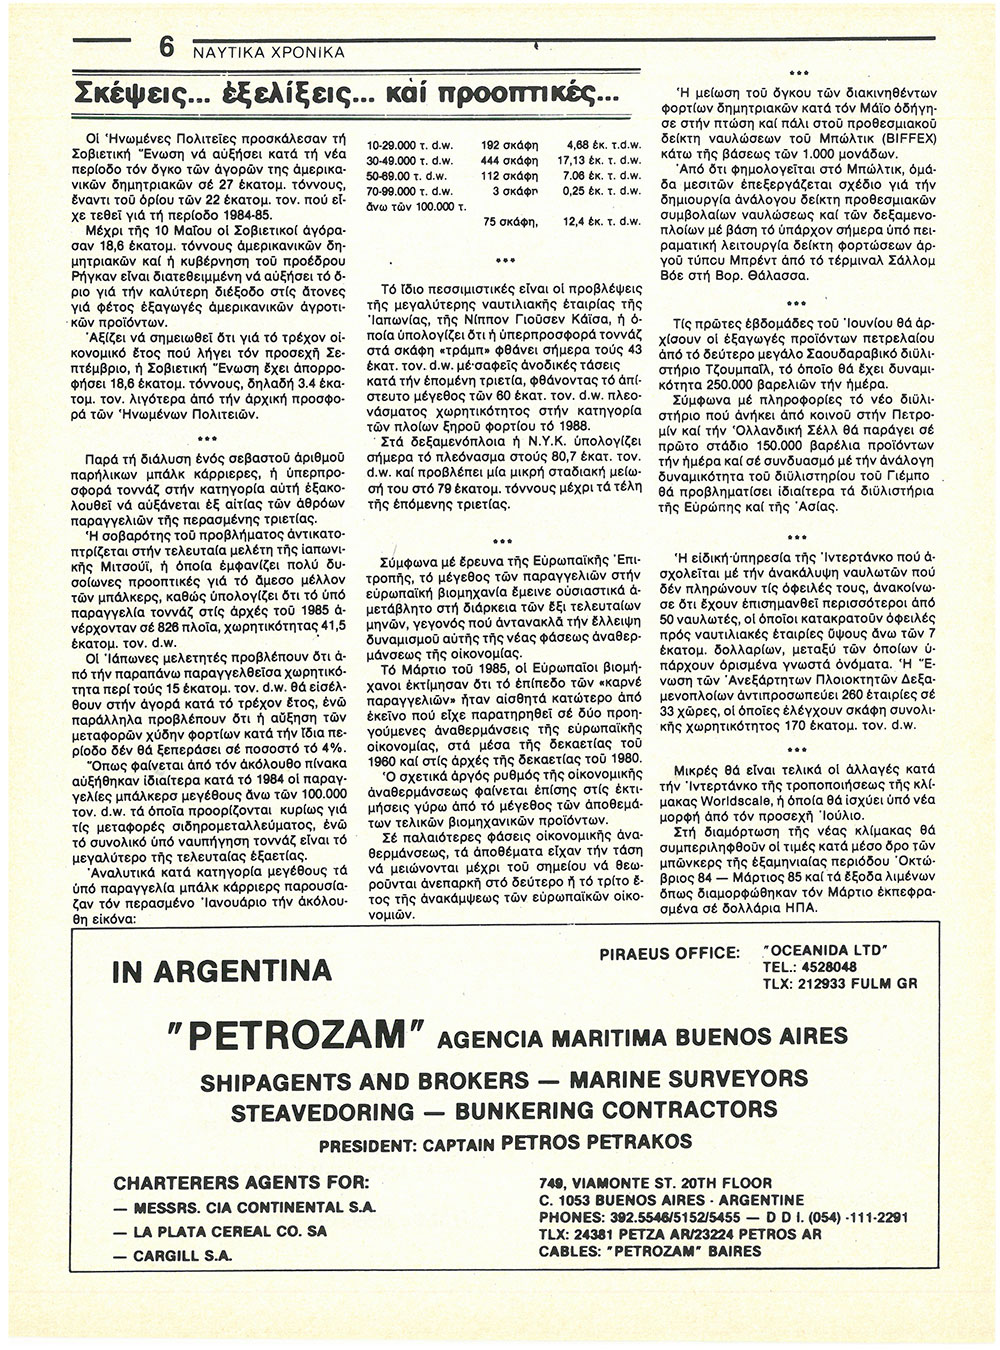 6 ΝΑΥΤΙΚΑ ΧΡΟΝΙΚΑ
Σκέψεις... ἐξελίξεις... καί προοπτικές...
Οἱ Ἡνωμένες Πολιτεῖες προσκάλεσαν τή
Σοβιετική Ἕνωση νά αὐξήσει κατά τή νέα
περίοδο τόν ὄγκο τῶν ἀγορῶν της ἀμερικα-
νικῶν δημητριακῶν σέ 27 ἑκατομ. τόννους,
ἔναντι τοῦ ὁρίου τῶν 22 ἑκατομ. τον. πού εἶ-
χε τεθεῖ γιά τή περίοδο 1984-85.
Μέχρι τῆς 10 Μαΐου οἱ Σοβιετικοί ἀγόρα-
σαν 18,6 ἑκατομ. τόννους ἀμερικανικῶν δη-
μητριακῶν καί ἡ κυβέρνηση τοῦ προέδρου
Ρήγκαν εἶναι διατεθειμμένη νά αὐξήσει τό ὅ-
ριο γιά τήν καλύτερη διέξοδο στίς ἄτονες
γιά φέτος ἐξαγωγές ἀμερικανικῶν ἀγροτι-
κῶν προϊόντων.
Ἀξίζει νά σημειωθεῖ ὅτι γιά τό τρέχον οἰ-
κονομικό ἔτος πού λήγει τόν προσεχῆ Σε-
πτέμβριο, ἡ Σοβιετική Ἕνωση ἔχει ἀπορρο-
φήσει 18,6 ἑκατομ. τόννους, δηλαδή 3.4 ἑκα-
τομ. τον. λιγότερα ἀπό τήν ἀρχική προσφο-
ρά τῶν Ἡνωμένων Πολιτειῶν.
***
Παρά τή διάλυση ἑνός σεβαστοῦ ἀριθμοῦ
παρήλικων μπάλκ κάρριερες, ἡ ὑπερπρο-
σφορά τοννάζ στήν κατηγορία αὐτή ἐξακο-
λουθεῖ νά αὐξάνεται ἐξ αἰτίας τῶν ἀθρόων
παραγγελιῶν τῆς περασμένης τριετίας.
Ἡ σοβαρότης τοῦ προβλήματος ἀντικατο-
πτρίζεται στήν τελευταία μελέτη τῆς ἰαπωνι-
κῆς Μιτσούϊ, ἡ ὁποία ἐμφανίζει πολύ δυ-
σοίωνες προοπτικές γιά τό ἄμεσο μέλλον
τῶν μπάλκερς, καθώς ὑπολογίζει ὅτι τό ὑπό
παραγγελία τοννάζ στίς ἀρχές τοῦ 1985 ἀ-
νέρχονταν σέ 826 πλοῖα, χωρητικότητας 41,5
ἑκατομ. τον. d.w.
Οἱ Ἰάπωνες μελετητές προβλέπουν ὅτι ἀ-
πό τήν παραπάνω παραγγελθεῖσα χωρητικό-
τητα περί τούς 15 ἑκατομ. τον. d.w. θά εἰσέλ-
θουν στήν ἀγορά κατά τό τρέχον ἔτος, ἐνῶ
παράλληλα προβλέπουν ὅτι ἡ αὔξηση τῶν
μεταφορῶν χύδην φορτίων κατά τήν ἴδια πε-
ρίοδο δέν θά ξεπεράσει σέ ποσοστό τό 4%.
Ὅπως φαίνεται ἀπό τόν ἀκόλουθο πίνακα
αὐξήθηκαν ἰδιαίτερα κατά τό 1984 οἱ παραγ-
γελίες μπάλκερς μεγέθους ἄνω τῶν 100.000
τον. d.w. τά ὁποῖα προορίζονται κυρίως γιά
τίς μεταφορές σιδηρομεταλλεύματος, ἐνῶ
τό συνολικό ὑπό ναυπήγηση τοννάζ εἶναι τό
μεγαλύτερο τῆς τελευταίας ἑξαετίας.
Ἀναλυτικά κατά κατηγορία μεγέθους τά
ὑπό παραγγελία μπάλκ κάρριερς παρουσία-
ζαν τόν περασμένο Ἰανουάριο τήν ἀκόλου-
θη εἰκόνα:
10-29.000 τ. d.w. 192 σκάφη 4,68 ἐκ. τ.d.w.
30-49.000 τ. d.w. 444 σκάφη 17,13 ἐκ. τ. d.w.
50-69.00 τ. d.w. 112 σκάφη 7.06 ἐκ. τ. d.w.
70-99.000 τ. d.w. 3 σκάφη 0,25 ἐκ. τ. d.w.
ἄνω τῶν 100.000 τ.
75 σκάφη, 12,4 ἐκ. τ. d.w.
***
Τό ἴδιο πεσσιμιστικές εἶναι οἱ προβλέψεις
τῆς μεγαλύτερης ναυτιλιακῆς ἑταιρίας τῆς
Ἰαπωνίας, τῆς Νίππον Γιοῦσεν Κάϊσα, ἡ ὁ-
ποία ὑπολογίζει ὅτι ἡ ὑπερπροσφορά τοννάζ
στά σκάφη «τράμπ» φθάνει σήμερα τούς 43
ἑκατ. τον. d.w. μέ σαφεῖς ἀνοδικές τάσεις
κατά τήν ἑπομένη τριετία, φθάνοντας τό ἀπί-
στευτο μέγεθος τῶν 60 ἑκατ. τον. d.w. πλεο-
νάσματος χωρητικότητος στήν κατηγορία
τῶν πλοίων ξηροῦ φορτίου τό 1988.
Στά δεξαμενόπλοια ἡ N.Y.K. ὑπολογίζει
σήμερα τό πλεόνασμα στούς 80,7 ἑκατ. τον.
d.w. καί προβλέπει μία μικρή σταδιακή μείω-
σή του στό 79 ἑκατομ. τόννους μέχρι τά τέλη
τῆς ἑπόμενης τριετίας.
***
Σύμφωνα μέ ἔρευνα τῆς Εὐρωπαϊκῆς Ἐπι-
τροπῆς, τό μέγεθος τῶν παραγγελιῶν στήν
εὐρωπαϊκή βιομηχανία ἔμεινε οὐσιαστικά ἀ-
μετάβλητο στή διάρκεια τῶν ἕξι τελευταίων
μηνῶν, γεγονός πού ἀντανακλᾶ τήν ἔλλειψη
δυναμισμοῦ αὐτῆς τῆς νέας φάσεως ἀναθερ-
μάνσεως τῆς οἰκονομίας.
Τό Μάρτιο τοῦ 1985, οἱ Εὐρωπαῖοι βιομή-
χανοι ἐκτίμησαν ὅτι τό ἐπίπεδο τῶν «καρνέ
παραγγελιῶν» ἦταν αἰσθητά κατώτερο ἀπό
ἐκεῖνο πού εἶχε παρατηρηθεῖ σέ δύο προη-
γούμενες ἀναθερμάνσεις τῆς εὐρωπαϊκῆς
οἰκονομίας, στά μέσα τῆς δεκαετίας τοῦ
1960 καί στίς ἀρχές τῆς δεκαετίας τοῦ 1980.
Ὁ σχετικά ἀργός ρυθμός τῆς οἰκονομικῆς
ἀναθερμάνσεως φαίνεται ἐπίσης στίς ἐκτι-
μήσεις γύρω ἀπό τό μέγεθος τῶν ἀποθεμά-
των τελικῶν βιομηχανικῶν προϊόντων.
Σέ παλαιότερες φάσεις οἰκονομικῆς ἀνα-
θερμάνσεως, τά ἀποθέματα εἶχαν τήν τάση
νά μειώνονται μέχρι τοῦ σημείου νά θεω-
ροῦνται ἀνεπαρκῆ στό δεύτερο ἤ τό τρίτο ἔ-
τος τῆς ἀνακάμψεως τῶν εὐρωπαϊκῶν οἰκο-
νομιῶν.
***
Ἡ μείωση τοῦ ὄγκου τῶν διακινηθέντων
φορτίων δημητριακῶν κατά τόν Μάϊο ὁδήγη-
σε στήν πτώση καί πάλι στοῦ προθεσμιακοῦ
δείκτη ναυλώσεων τοῦ Μπώλτικ (BIFFEX)
κάτω τῆς βάσεως τῶν 1.000 μονάδων.
Ἀπό ὅτι φημολογεῖται στό Μπώλτικ, ὁμά-
δα μεσιτῶν ἐπεξεργάζεται σχέδιο γιά τήν
δημιουργία ἀνάλογου δείκτη προθεσμιακῶν
συμβολαίων ναυλώσεως καί τῶν δεξαμενο-
πλοίων μέ βάση τό ὑπάρχον σήμερα ὑπό πει-
ραματική λειτουργία δείκτη φορτώσεων ἀρ-
γοῦ τύπου Μπρέντ ἀπό τό τέρμιναλ Σάλλομ
Βόε στή Βορ. Θάλασσα.
***
Τίς πρῶτες ἑβδομάδες τοῦ Ἰουνίου θά ἀρ-
χίσουν οἱ ἐξαγωγές προϊόντων πετρελαίου
ἀπό τό δεύτερο μεγάλο Σαουδαραβικό διϋλι-
στήριο Τζουμπαΐλ, τό ὁποῖο θά ἔχει δυναμι-
κότητα 250.000 βαρελιῶν τήν ἡμέρα.
Σύμφωνα μέ πληροφορίες τό νέο διϋλι-
στήριο πού ἀνήκει ἀπό κοινοῦ στήν Πετρο-
μίν καί τήν Ὁλλανδική Σέλλ θά παράγει σέ
πρῶτο στάδιο 150.000 βαρέλια προϊόντων
τήν ἡμέρα καί σέ συνδυασμό μέ τήν ἀνάλογη
δυναμικότητα τοῦ διϋλιστηρίου τοῦ Γιέμπο
θά προβληματίσει ἰδιαίτερα τά διϋλιστήρια
τῆς Εὐρώπης καί τῆς Ἀσίας.
***
Ἡ εἰδική ὑπηρεσία τῆς Ἰντερτάνκο πού ἀ-
σχολεῖται μέ τήν ἀνακάλυψη ναυλωτῶν πού
δέν πληρώνουν τίς ὀφειλές τους, ἀνακοίνω-
σε ὅτι ἔχουν ἐπισημανθεῖ περισσότεροι ἀπό
50 ναυλωτές, οἱ ὁποῖοι κατακρατοῦν ὀφειλές
πρός ναυτιλιακές ἑταιρίες ὕψους ἄνω τῶν 7
ἑκατομ. δολλαρίων, μεταξύ τῶν ὁποίων ὑ-
πάρχουν ὁρισμένα γνωστά ὀνόματα. Ἡ Ἕ-
νωση τῶν Ἀνεξάρτητων Πλοιοκτητῶν Δεξα-
μενοπλοίων ἀντιπροσωπεύει 260 ἑταιρίες σέ
33 χῶρες, οἱ ὁποῖες ἐλέγχουν σκάφη συνολι-
κῆς χωρητικότητος 170 ἑκατομ. τον. d.w.
***
Μικρές θά εἶναι τελικά οἱ ἀλλαγές κατά
τήν Ἰντερτάνκο τῆς τροποποιήσεως τῆς κλί-
μακας Worldscale, ἡ ὁποία θά ἰσχύει ὑπό νέα
μορφή ἀπό τόν προσεχῆ Ἰούλιο.
Στή διαμόρτωση τῆς νέας κλίμακας θά
συμπεριληφθοῦν οἱ τιμές κατά μέσο ὅρο τῶν
μπῶνκερς τῆς ἑξαμηνιαίας περιόδου Ὀκτώ-
βριος 84 — Μάρτιος 85 καί τά ἔξοδα λιμένων
ὅπως διαμορφώθηκαν τόν Μάρτιο ἐκπεφρα-
σμένα σέ δολλάρια ΗΠΑ.
IN ARGENTINA
PIRAEUS OFFICE: "OCEANIDA LTD"
TEL.: 4528048
TLX: 212933 FULM GR
"PETROZAM" AGENCIA MARITIMA BUENOS AIRES
SHIPAGENTS AND BROKERS — MARINE SURVEYORS
STEAVEDORING — BUNKERING CONTRACTORS
PRESIDENT: CAPTAIN PETROS PETRAKOS
CHARTERERS AGENTS FOR:
— MESSRS. CIA CONTINENTAL S.A.
— LA PLATA CEREAL CO. SA
— CARGILL S.A.
749, VIAMONTE ST. 20TH FLOOR
C. 1053 BUENOS AIRES - ARGENTINE
PHONES: 392.5546/5152/5455 — D D I. (054) -111-2291
TLX: 24381 PETZA AR/23224 PETROS AR
CABLES: "PETROZAM" BAIRES